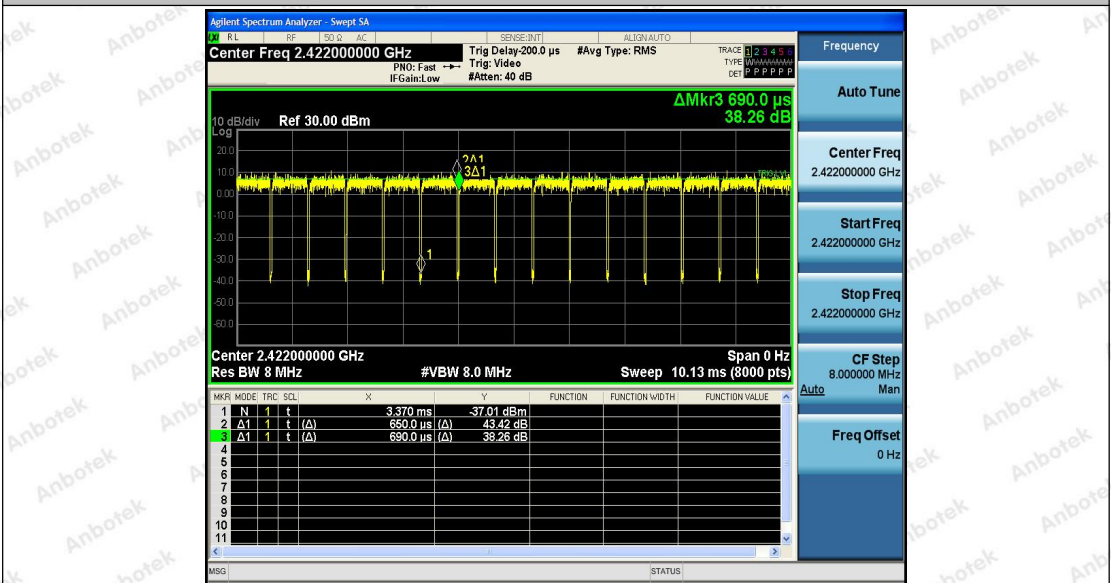 Agilent Spectrum Analyzer - Swept SA
RL RF 50 Ω AC SENSE:INT ALIGNAUTO
Center Freq 2.422000000 GHz
PNO: Fast
IFGain:Low
Trig Delay-200.0 µs
Trig: Video
#Atten: 40 dB
#Avg Type: RMS
TRACE 1 2 3 4 5 6
TYPE
DET P P P P P P
ΔMkr3 690.0 µs
38.26 dB
10 dB/div Ref 30.00 dBm
Log
20.0
10.0
0.00
-10.0
-20.0
-30.0
-40.0
-50.0
-60.0
2Δ1
3Δ1
1
Center 2.422000000 GHz Span 0 Hz
Res BW 8 MHz #VBW 8.0 MHz Sweep 10.13 ms (8000 pts)
MKR MODE TRC SCL X Y FUNCTION FUNCTION WIDTH FUNCTION VALUE
1 N 1 t 3.370 ms -37.01 dBm
2 Δ1 1 t (Δ) 650.0 µs (Δ) 43.42 dB
3 Δ1 1 t (Δ) 690.0 µs (Δ) 38.26 dB
4
5
6
7
8
9
10
11
MSG STATUS
Frequency
Auto Tune
Center Freq
2.422000000 GHz
Start Freq
2.422000000 GHz
Stop Freq
2.422000000 GHz
CF Step
8.000000 MHz
Auto Man
Freq Offset
0 Hz
Anbotek